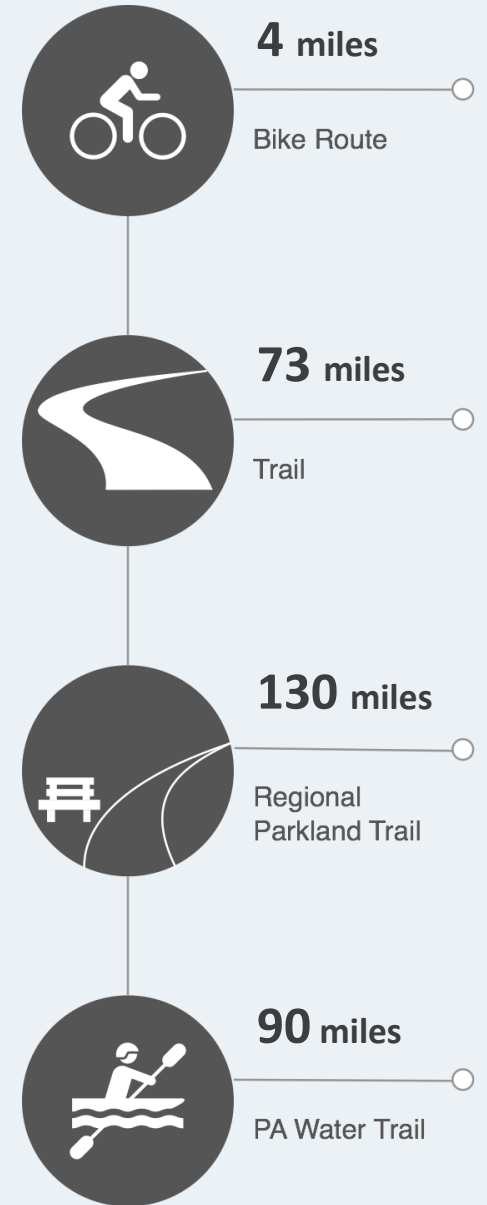 4 miles
Bike Route
73 miles
Trail
130 miles
Regional
Parkland Trail
90 miles
PA Water Trail